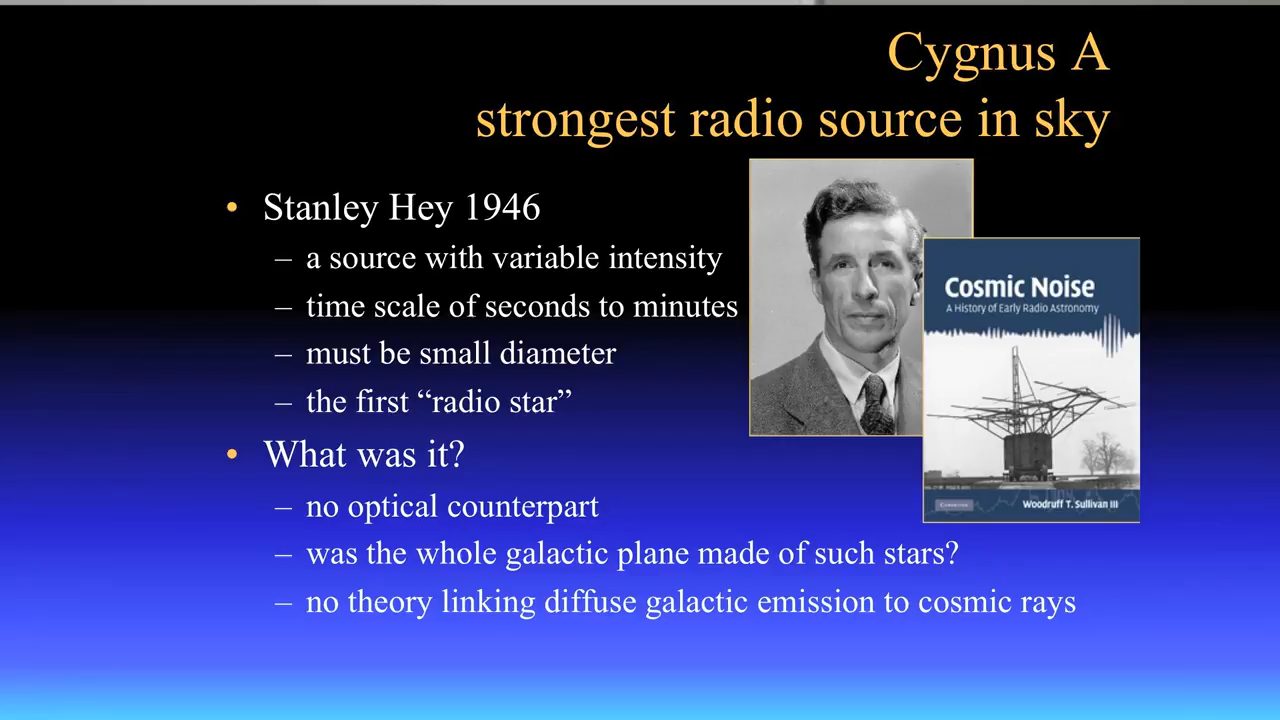 Cygnus A
strongest radio source in sky
• Stanley Hey 1946
– a source with variable intensity
– time scale of seconds to minutes
– must be small diameter
– the first “radio star”
• What was it?
– no optical counterpart
– was the whole galactic plane made of such stars?
– no theory linking diffuse galactic emission to cosmic rays
Cosmic Noise
A History of Early Radio Astronomy
Woodruff T. Sullivan III